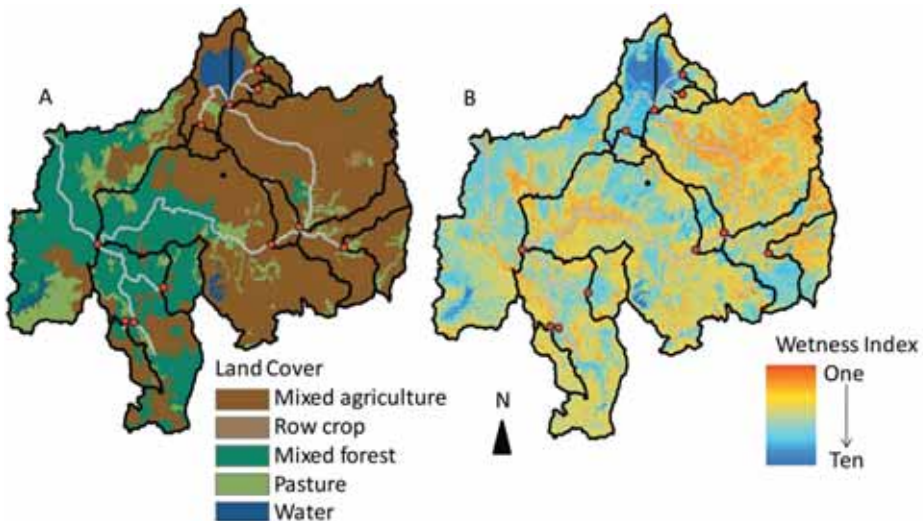 A
B
Land Cover
Mixed agriculture
Row crop
Mixed forest
Pasture
Water
N
Wetness Index
One
Ten